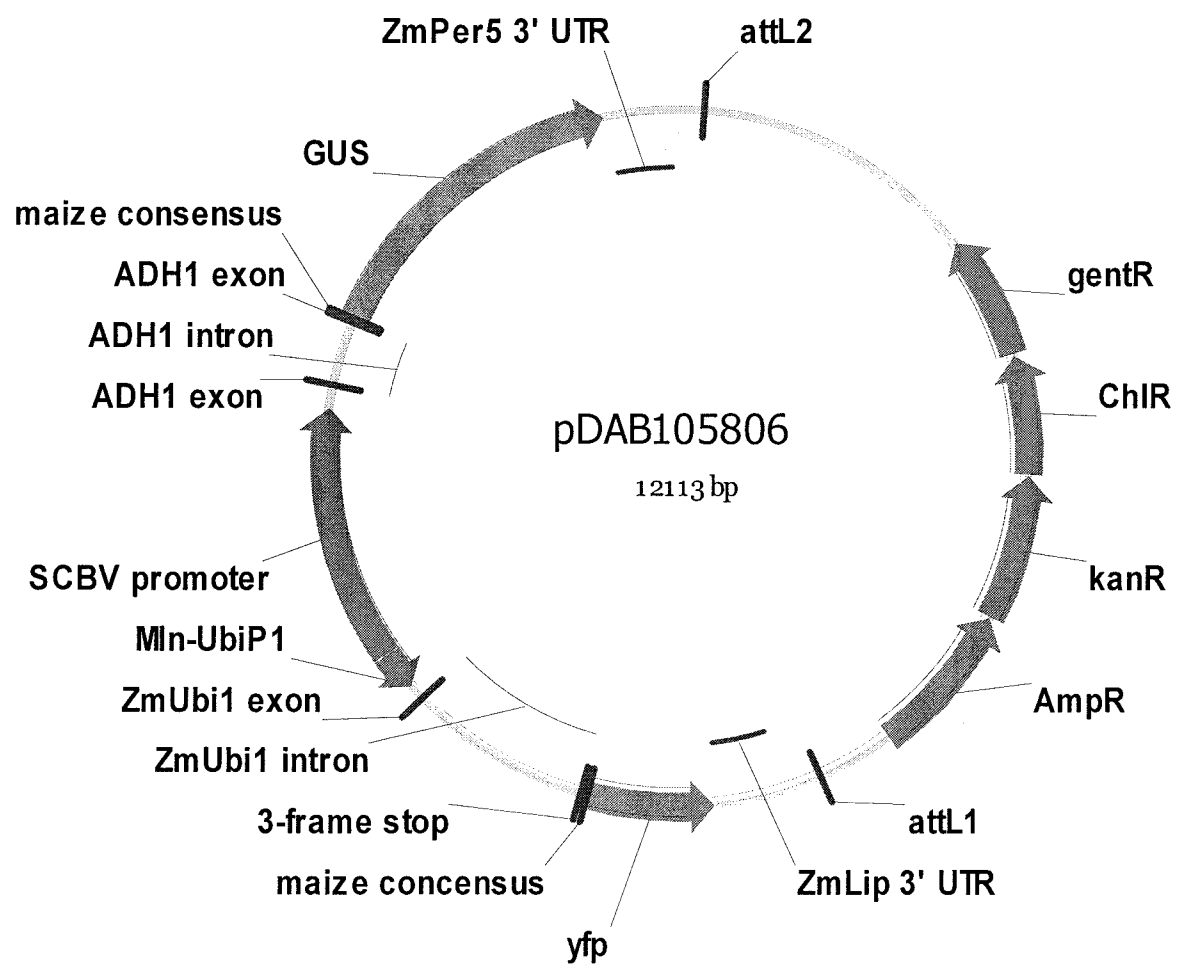 ZmPer5 3' UTR
attL2
GUS
maize consensus
ADH1 exon
gentR
ADH1 intron
ADH1 exon
ChlR
pDAB105806
12113 bp
SCBV promoter
kanR
Mln-UbiP1
ZmUbi1 exon
AmpR
ZmUbi1 intron
3-frame stop
attL1
maize concensus
ZmLip 3' UTR
yfp